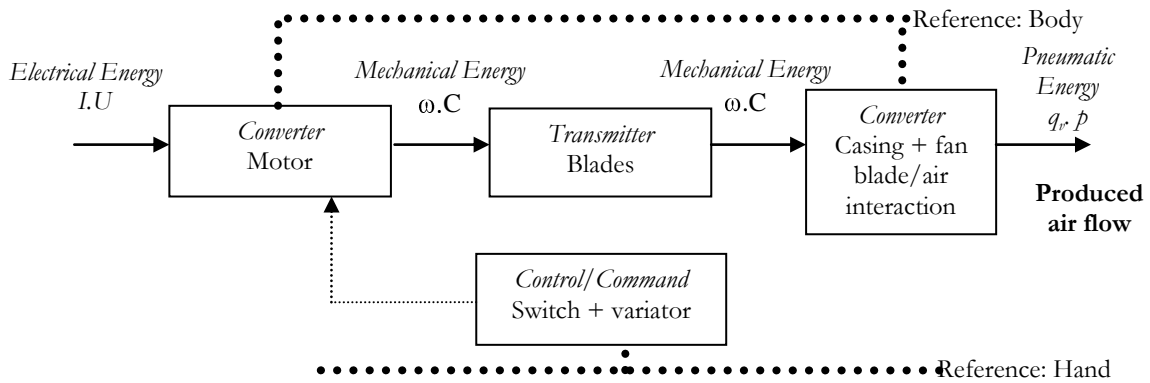 Reference: Body
Electrical Energy
I.U
Mechanical Energy
ω.C
Mechanical Energy
ω.C
Pneumatic
Energy
qv. p
Converter
Motor
Transmitter
Blades
Converter
Casing + fan
blade/air
interaction
Produced
air flow
Control/Command
Switch + variator
Reference: Hand